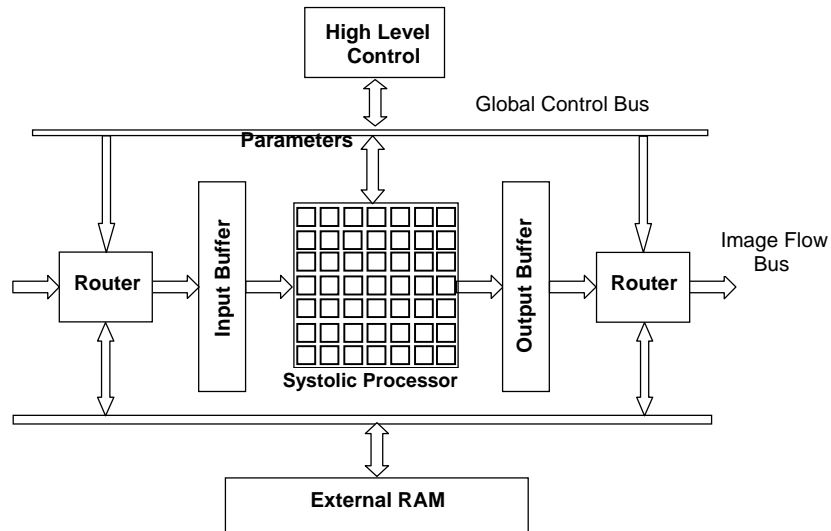 High Level
Control
Global Control Bus
Parameters
Router
Input Buffer
Systolic Processor
Output Buffer
Router
Image Flow
Bus
External RAM